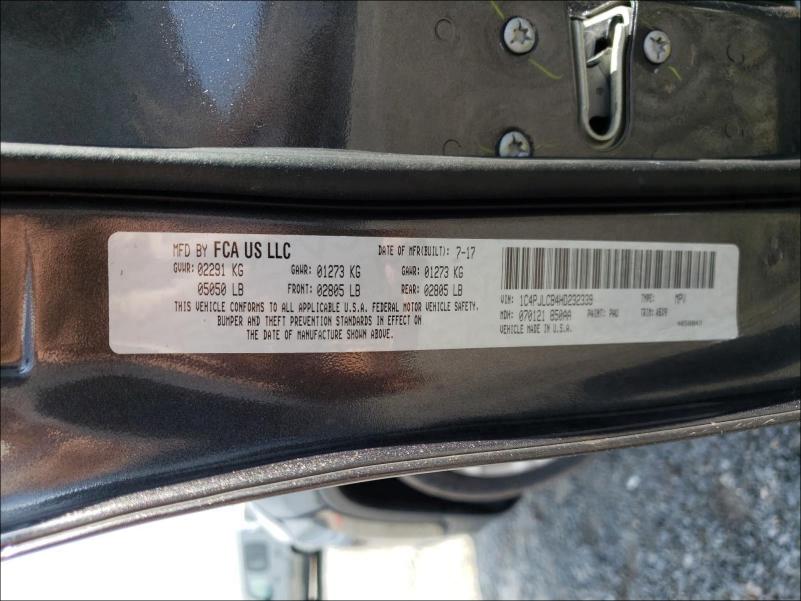 MFD BY FCA US LLC DATE OF MFR(BUILT): 7-17
GVWR: 02291 KG GAWR: 01273 KG GAWR: 01273 KG
05050 LB FRONT: 02805 LB REAR: 02805 LB
THIS VEHICLE CONFORMS TO ALL APPLICABLE U.S.A. FEDERAL MOTOR VEHICLE SAFETY,
BUMPER AND THEFT PREVENTION STANDARDS IN EFFECT ON
THE DATE OF MANUFACTURE SHOWN ABOVE.
VIN: 1C4PJLCB4HD232339 TYPE: MPV
MDH: 070121 850AA PAINT: PAU TRIM:
VEHICLE MADE IN U.S.A.